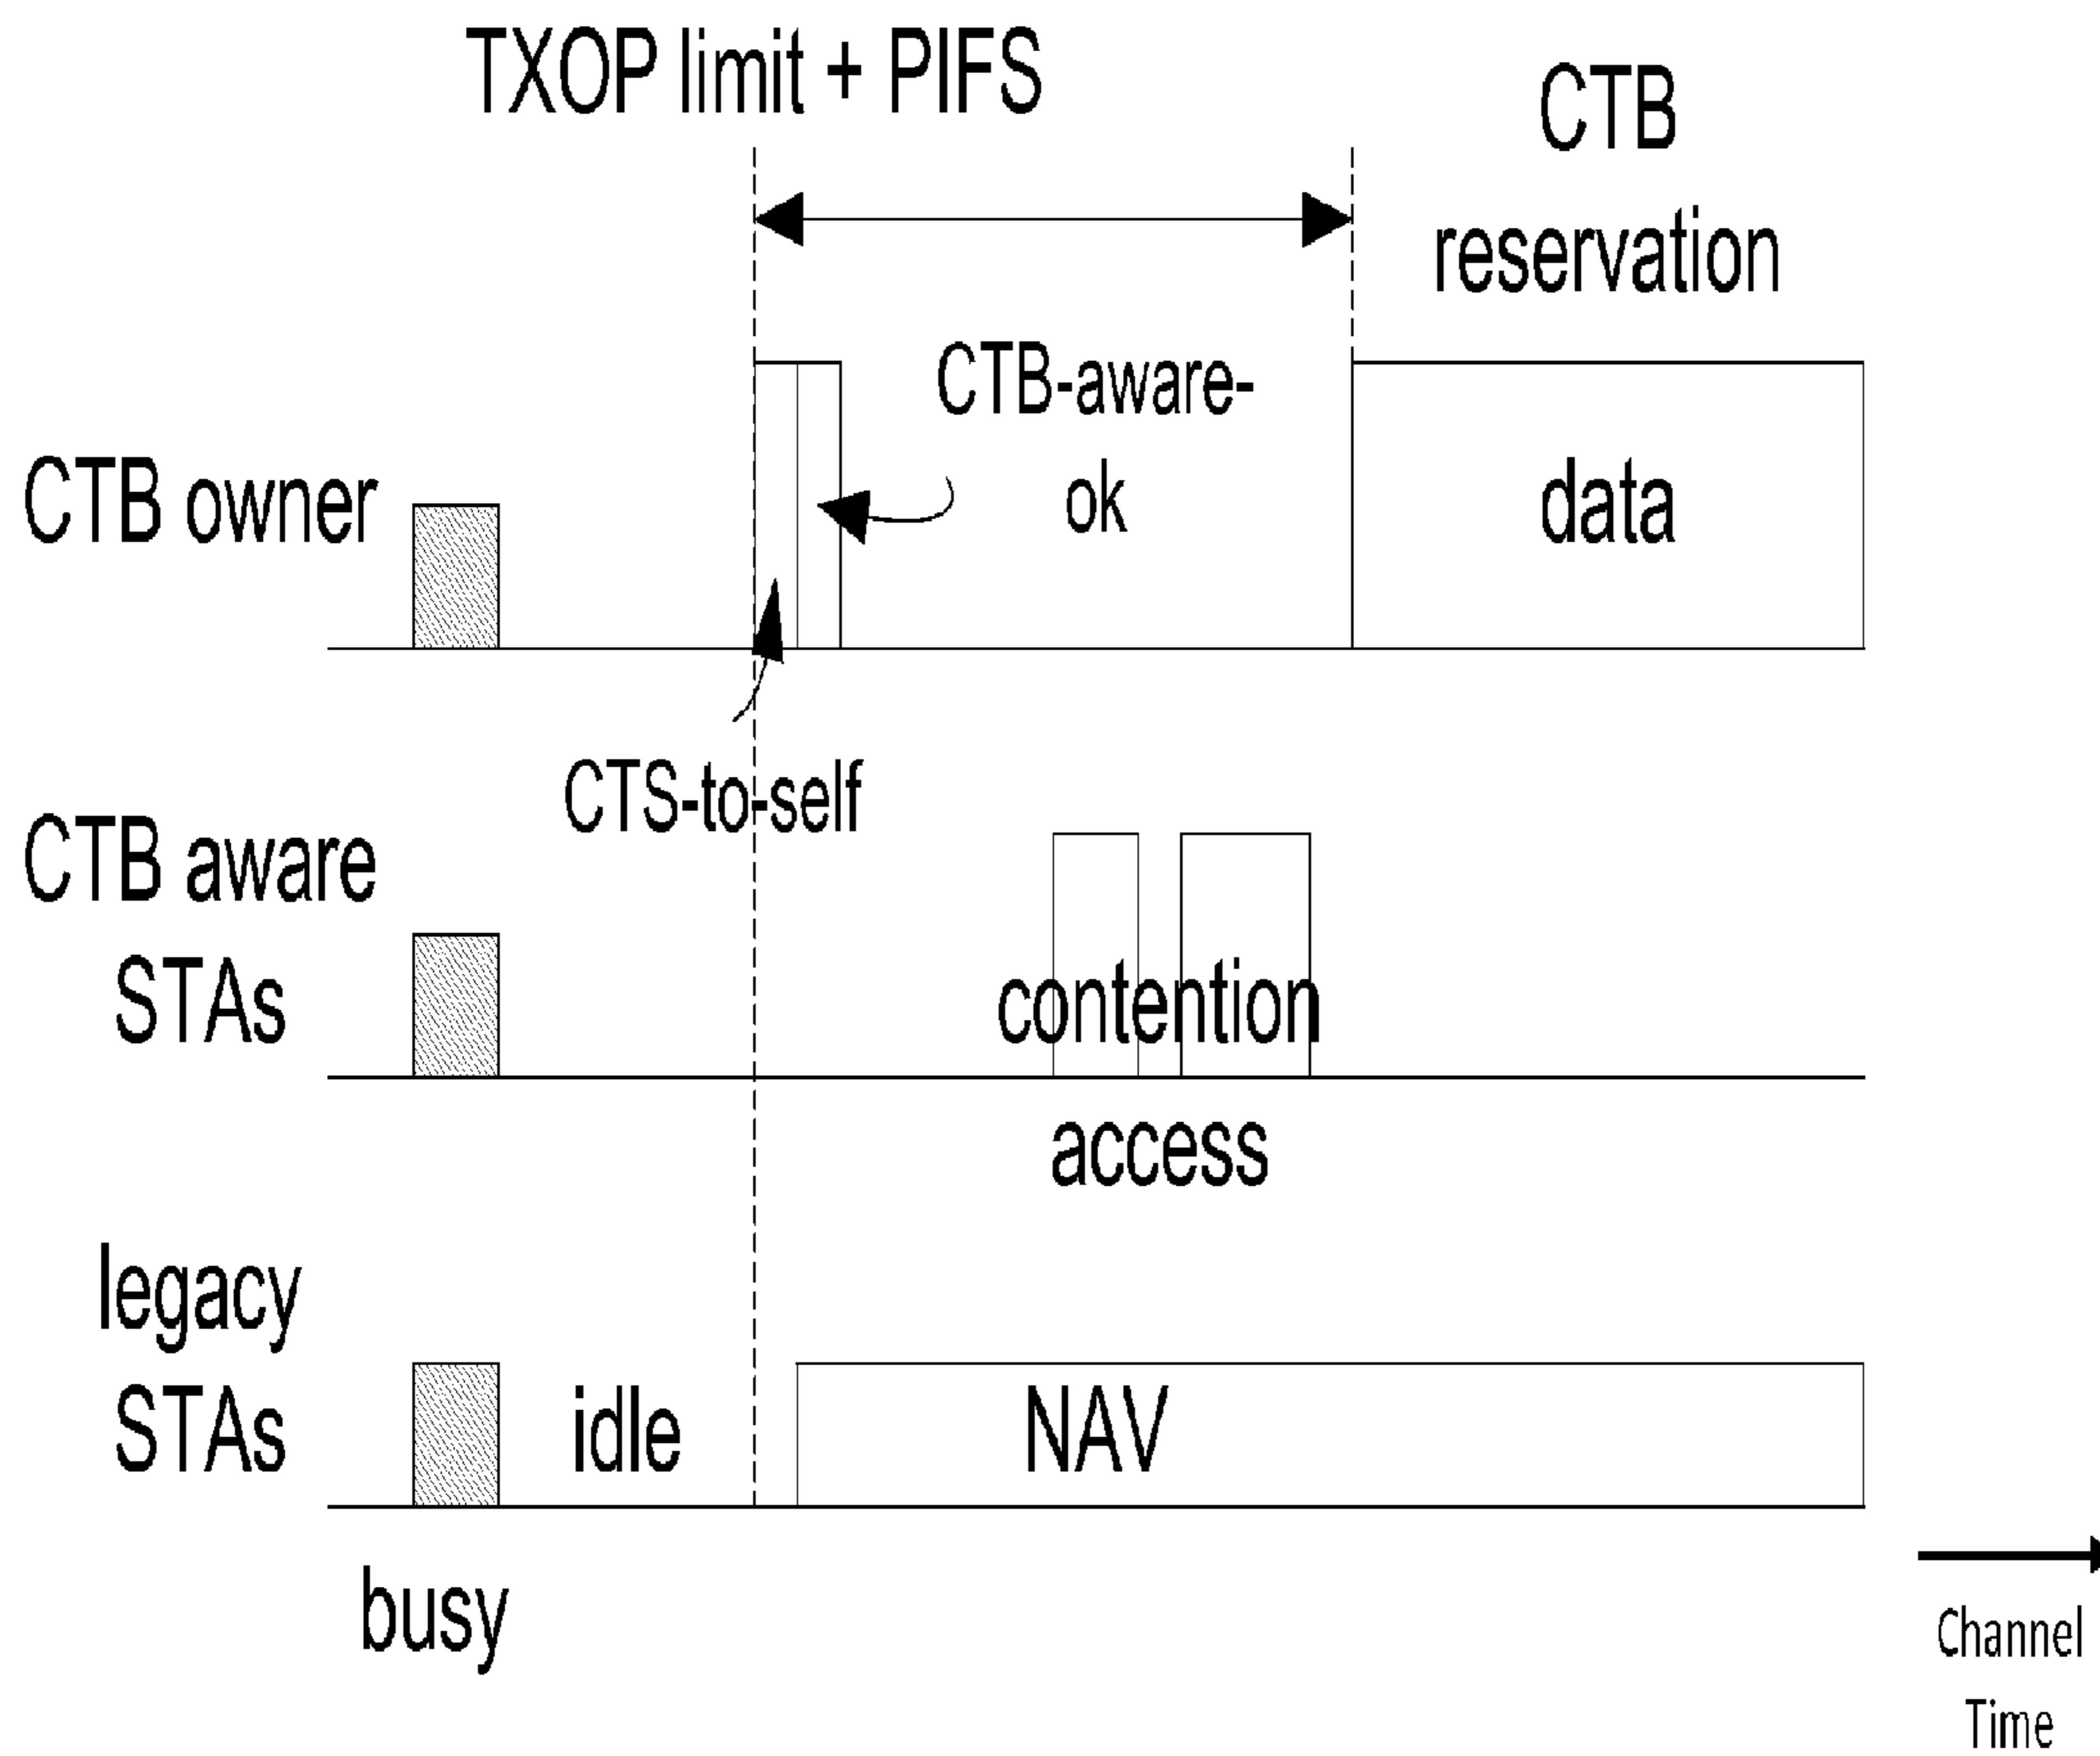 TXOP limit + PIFS
CTB
reservation
CTB-aware-
ok
CTB owner
data
CTS-to-self
CTB aware
STAs
contention
access
legacy
STAs
idle
NAV
busy
Channel
Time